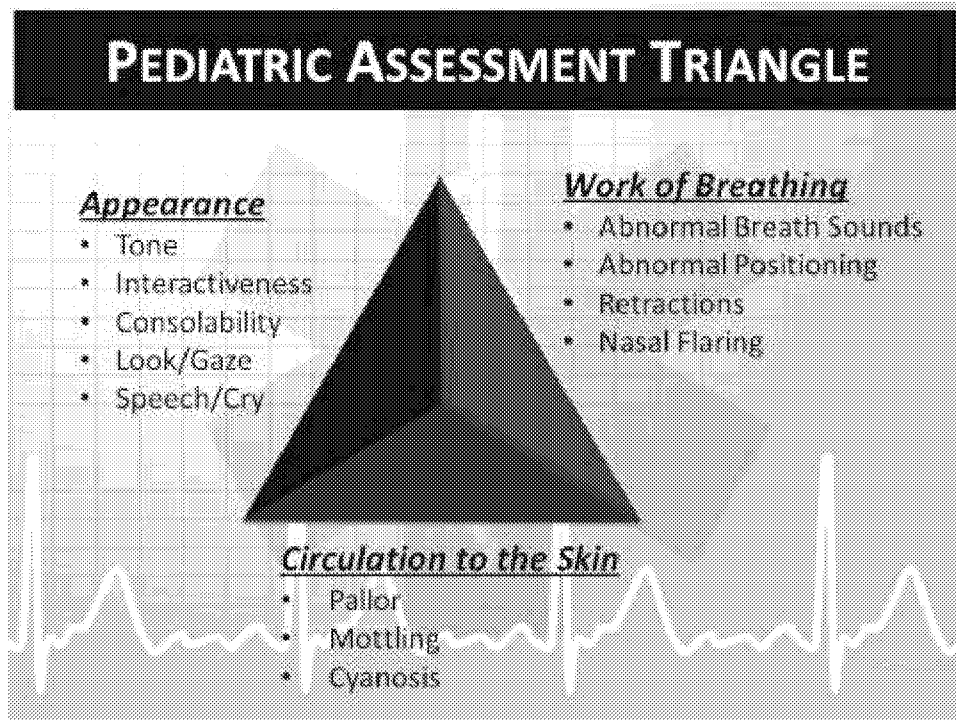 PEDIATRIC ASSESSMENT TRIANGLE
Appearance
• Tone
• Interactiveness
• Consolability
• Look/Gaze
• Speech/Cry
Work of Breathing
• Abnormal Breath Sounds
• Abnormal Positioning
• Retractions
• Nasal Flaring
Circulation to the Skin
• Pallor
• Mottling
• Cyanosis